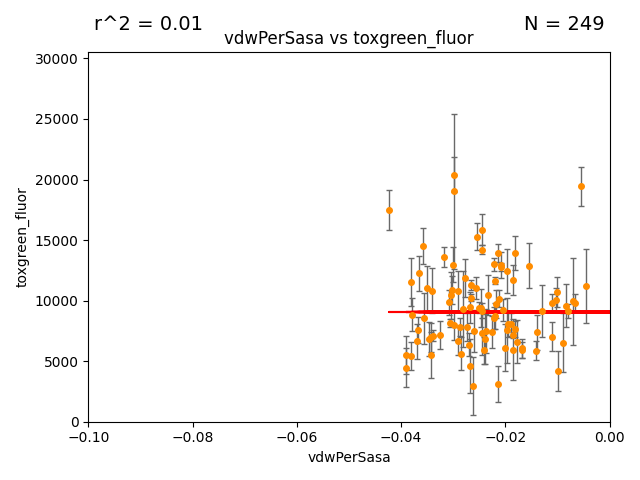 r^2 = 0.01
N = 249
vdwPerSasa vs toxgreen_fluor
30000
25000
20000
15000
10000
5000
0
toxgreen_fluor
−0.10
−0.08
−0.06
−0.04
−0.02
0.00
vdwPerSasa